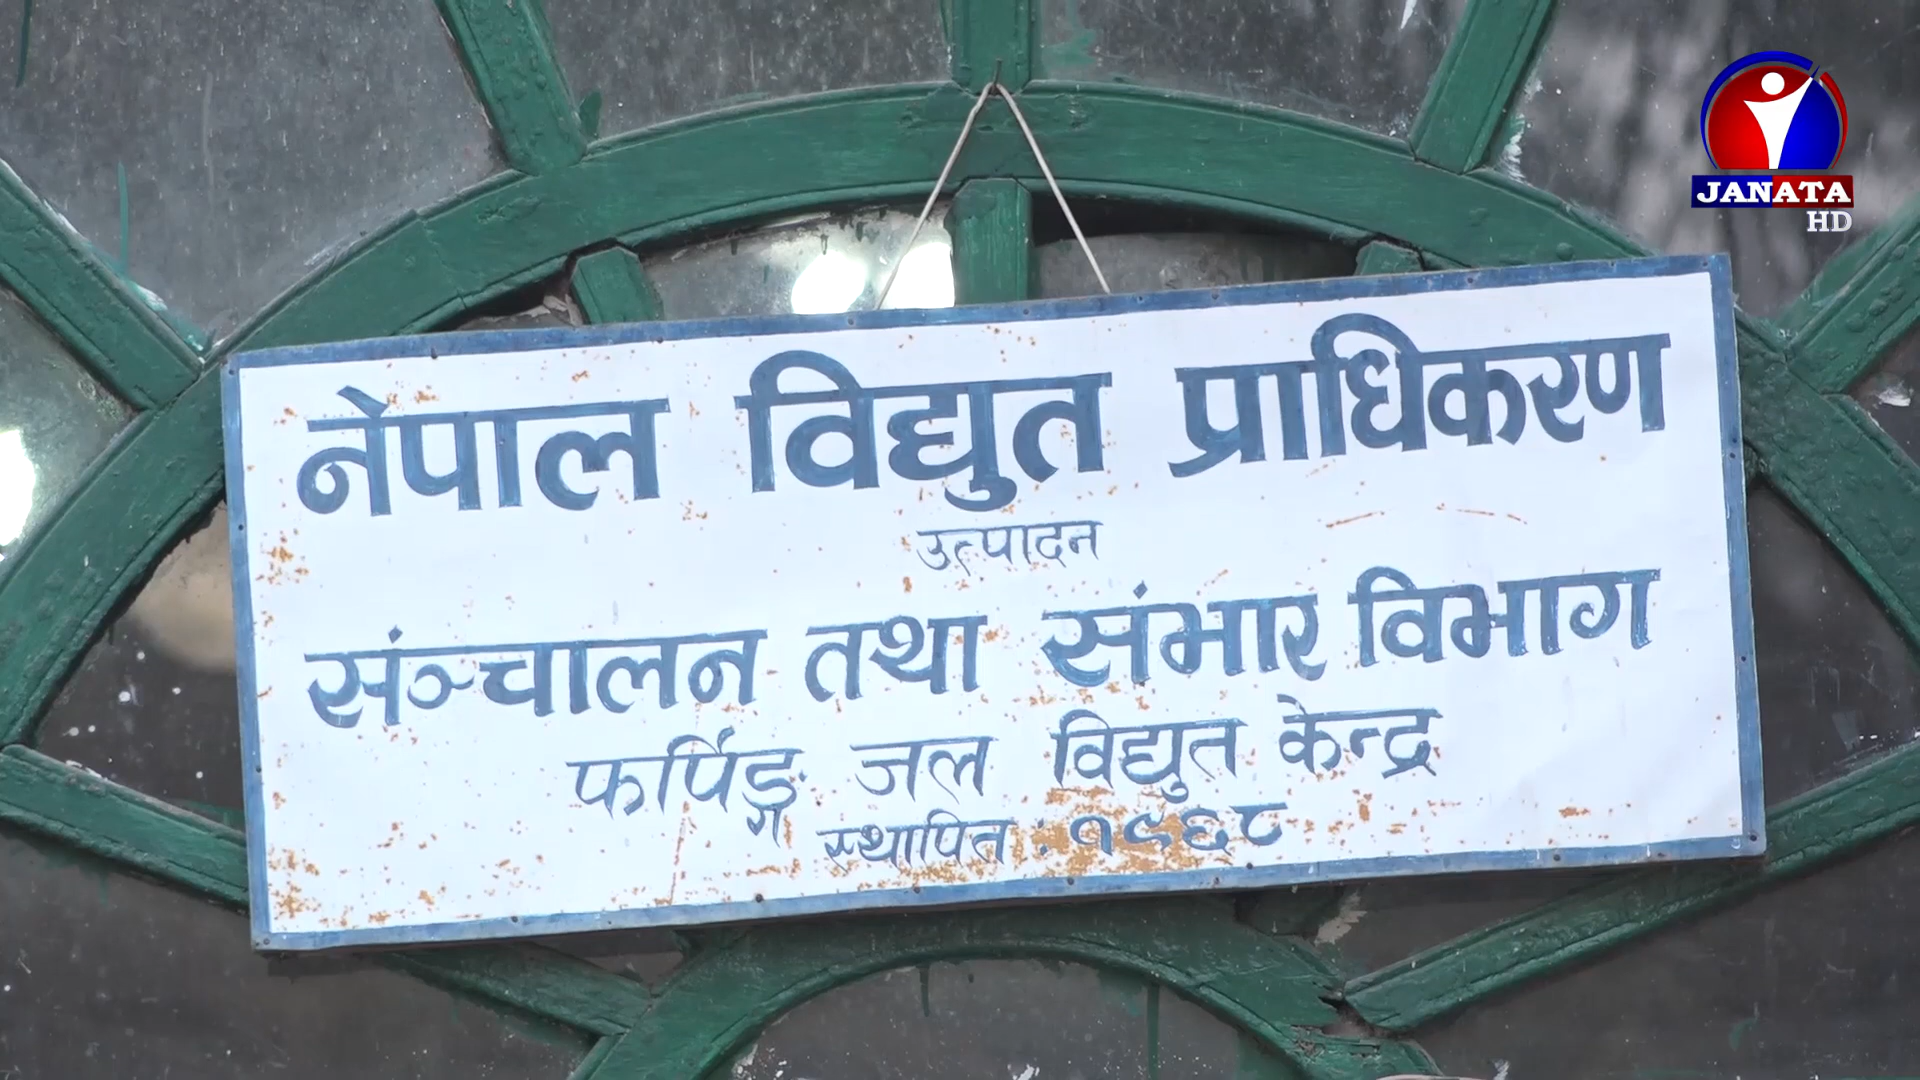 JANATA
HD
नेपाल विद्युत प्राधिकरण
उत्पादन
संञ्चालन तथा संभार विभाग
फर्पिङ्ग जल विद्युत केन्द्र
स्थापित : १९६८